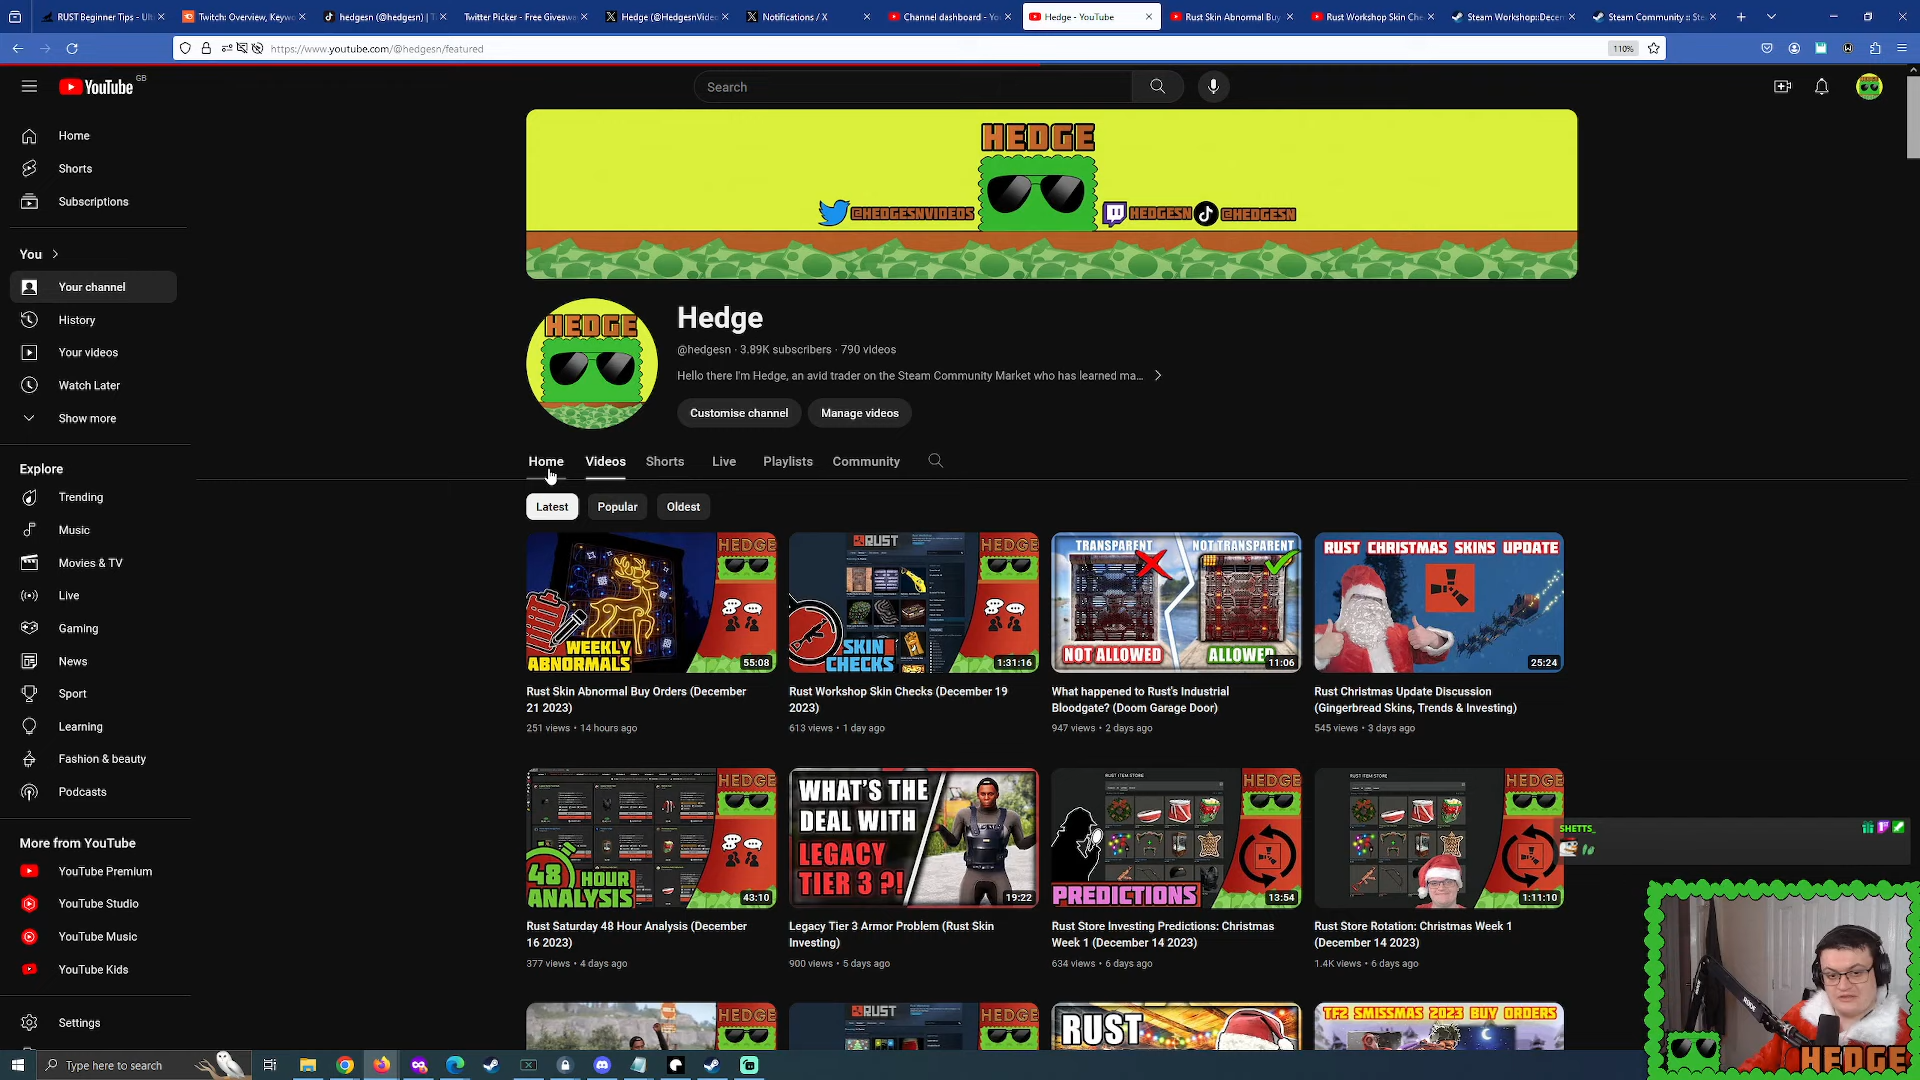 RUST Beginner Tips - Ult
Twitch: Overview, Keyw
hedgesn (@hedgesn) | T
Twitter Picker - Free Giveaw
Hedge (@HedgesnVideo
Notifications / X
Channel dashboard - Yo
Hedge - YouTube
Rust Skin Abnormal Buy
Rust Workshop Skin Che
Steam Workshop::Decem
Steam Community :: Ste
https://www.youtube.com/@hedgesn/featured
110%
YouTube GB
Search
Home
Shorts
Subscriptions
You
Your channel
History
Your videos
Watch Later
Show more
Explore
Trending
Music
Movies & TV
Live
Gaming
News
Sport
Learning
Fashion & beauty
Podcasts
More from YouTube
YouTube Premium
YouTube Studio
YouTube Music
YouTube Kids
Settings
HEDGE
@HEDGESNVIDEOS
HEDGESN
@HEDGESN
HEDGE
Hedge
@hedgesn · 3.89K subscribers · 790 videos
Hello there I'm Hedge, an avid trader on the Steam Community Market who has learned ma...
Customise channel
Manage videos
Home
Videos
Shorts
Live
Playlists
Community
Latest
Popular
Oldest
HEDGE
WEEKLY
ABNORMALS
55:08
Rust Skin Abnormal Buy Orders (December
21 2023)
251 views • 14 hours ago
RUST
HEDGE
SKIN
CHECKS
1:31:16
Rust Workshop Skin Checks (December 19
2023)
613 views • 1 day ago
TRANSPARENT
NOT TRANSPARENT
NOT ALLOWED
ALLOWED
11:06
What happened to Rust's Industrial
Bloodgate? (Doom Garage Door)
947 views • 2 days ago
RUST CHRISTMAS SKINS UPDATE
25:24
Rust Christmas Update Discussion
(Gingerbread Skins, Trends & Investing)
545 views • 3 days ago
HEDGE
48 HOUR
ANALYSIS
43:10
Rust Saturday 48 Hour Analysis (December
16 2023)
377 views • 4 days ago
WHAT'S THE
DEAL WITH
LEGACY
TIER 3 ?!
19:22
Legacy Tier 3 Armor Problem (Rust Skin
Investing)
900 views • 5 days ago
RUST ITEM STORE
HEDGE
PREDICTIONS
13:54
Rust Store Investing Predictions: Christmas
Week 1 (December 14 2023)
634 views • 6 days ago
RUST ITEM STORE
HEDGE
1:11:10
Rust Store Rotation: Christmas Week 1
(December 14 2023)
1.4K views • 6 days ago
HEDGE
RUST
HEDGE
RUST
TF2 SMISSMAS 2023 BUY ORDERS
SHETTS_
RODE
HEDGE
Type here to search